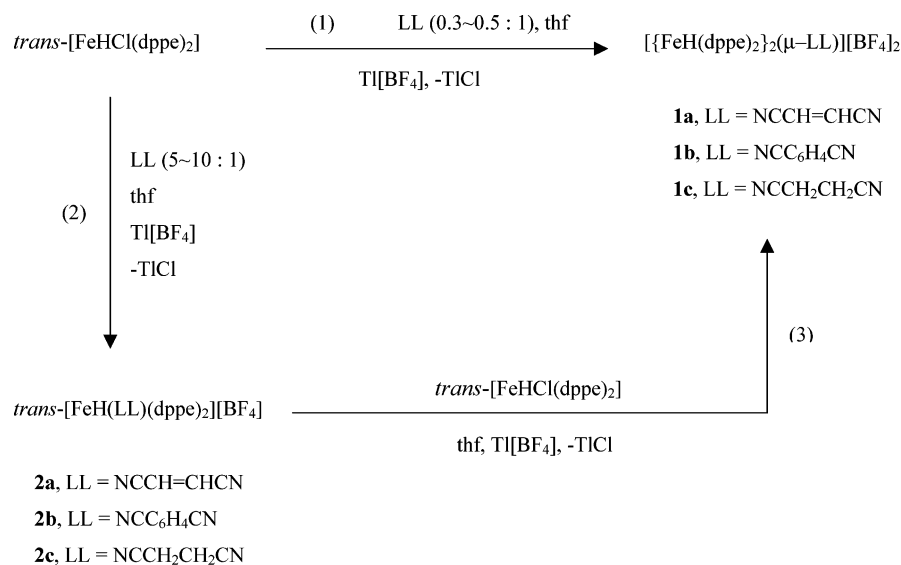 (1)
LL (0.3~0.5 : 1), thf
trans-[FeHCl(dppe)₂]
[{FeH(dppe)₂}₂(μ–LL)][BF₄]₂
Tl[BF₄], -TlCl
1a, LL = NCCH=CHCN
1b, LL = NCC₆H₄CN
1c, LL = NCCH₂CH₂CN
(2)
LL (5~10 : 1)
thf
Tl[BF₄]
-TlCl
(3)
trans-[FeHCl(dppe)₂]
trans-[FeH(LL)(dppe)₂][BF₄]
thf, Tl[BF₄], -TlCl
2a, LL = NCCH=CHCN
2b, LL = NCC₆H₄CN
2c, LL = NCCH₂CH₂CN